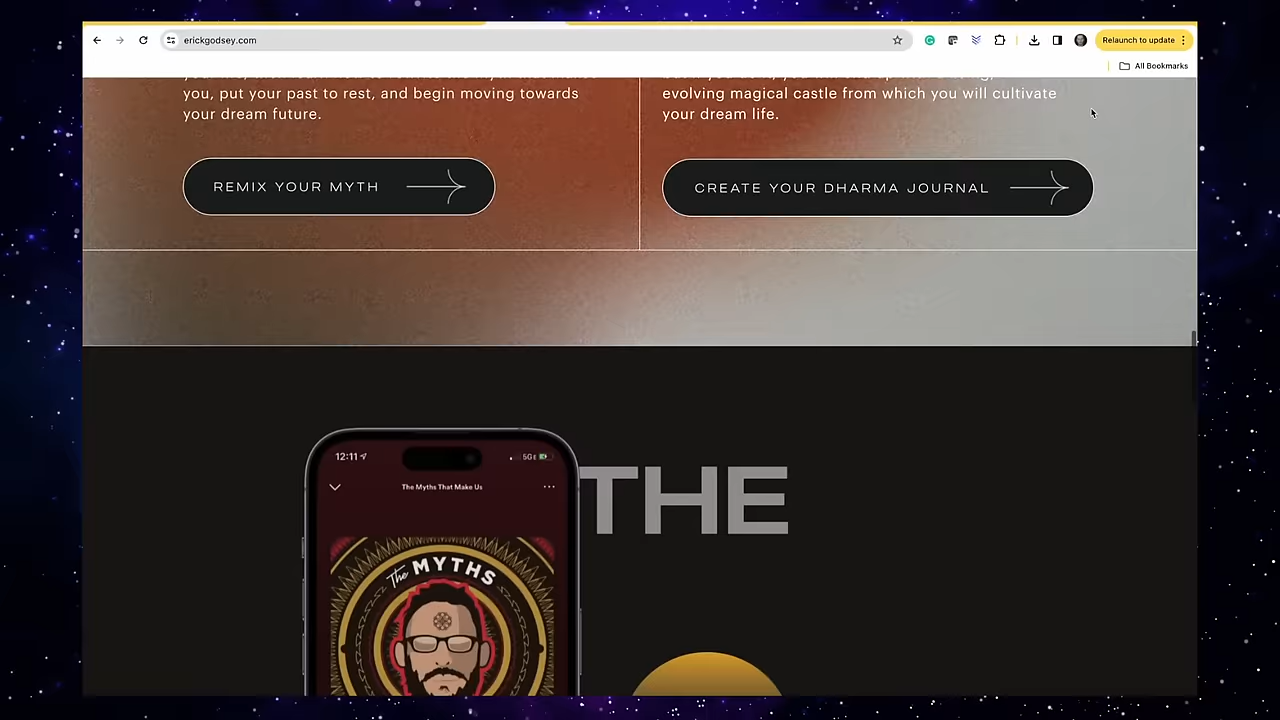 erickgodsey.com
Relaunch to update
All Bookmarks
you, put your past to rest, and begin moving towards
your dream future.
REMIX YOUR MYTH
evolving magical castle from which you will cultivate
your dream life.
CREATE YOUR DHARMA JOURNAL
12:11
5G
The Myths That Make Us
The MYTHS
THE